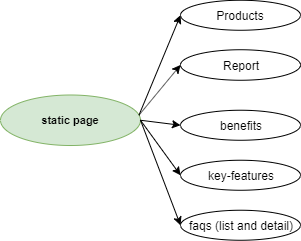 Products
Report
static page
benefits
key-features
faqs (list and detail)